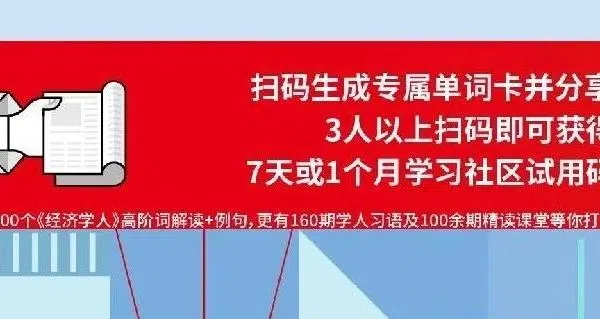 扫码生成专属单词卡并分享
3人以上扫码即可获得
7天或1个月学习社区试用码
00个《经济学人》高阶词解读+例句,更有160期学人习语及100余期精读课堂等你打